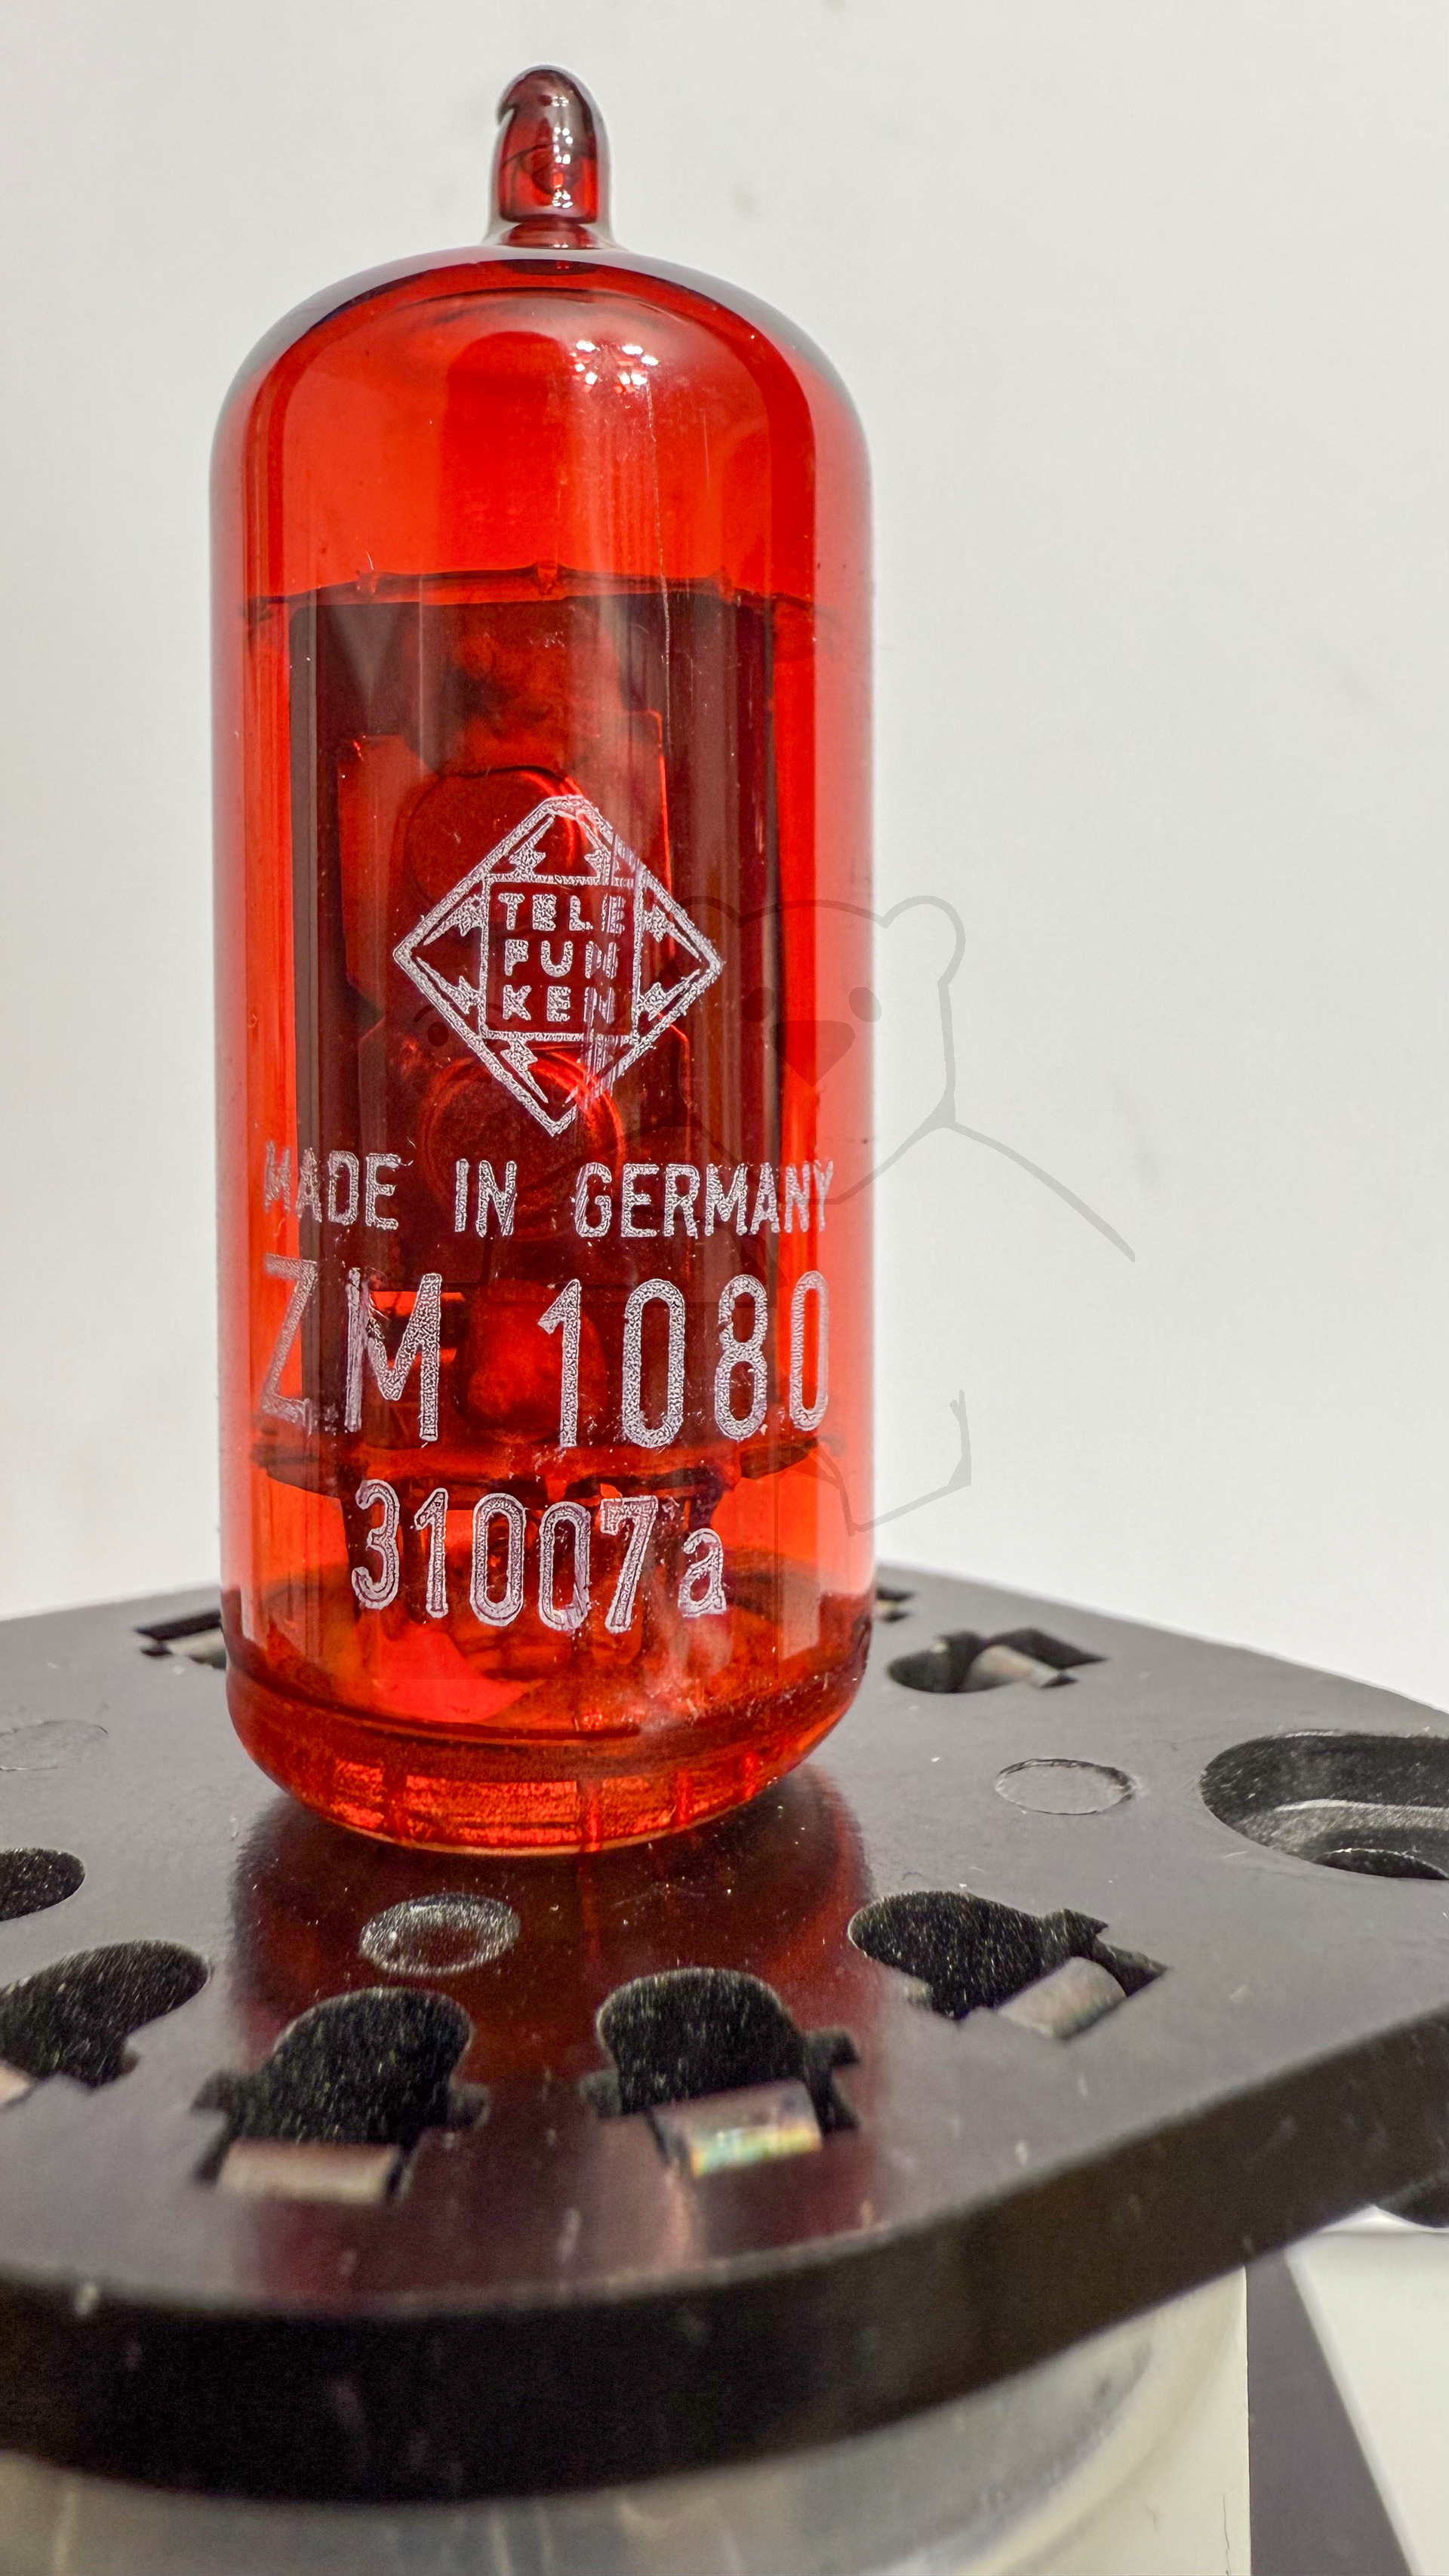 TELE
FUN
KEN
MADE IN GERMANY
ZM 1080
31007a